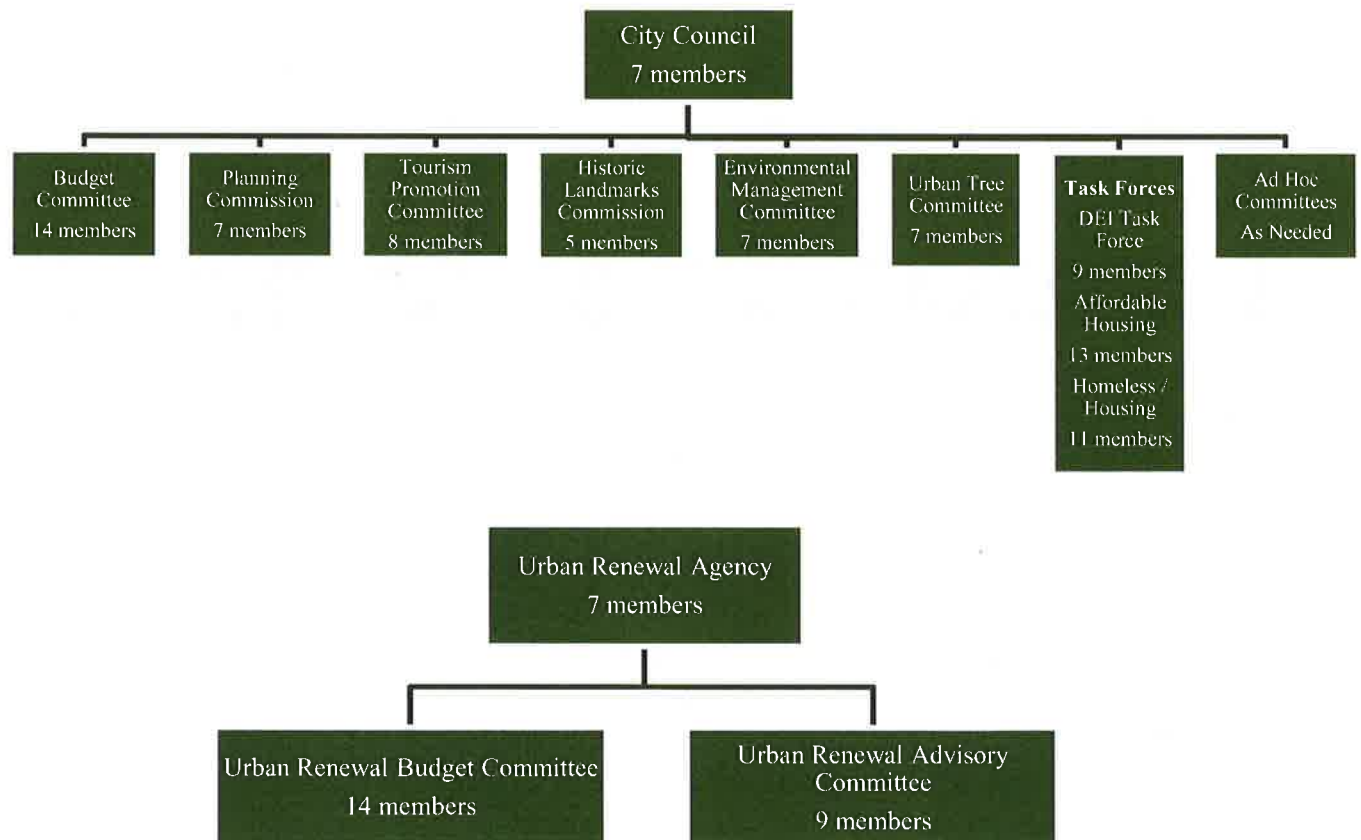 City Council
7 members
Budget
Committee
14 members
Planning
Commission
7 members
Tourism
Promotion
Committee
8 members
Historic
Landmarks
Commission
5 members
Environmental
Management
Committee
7 members
Urban Tree
Committee
7 members
Task Forces
DEI Task
Force
9 members
Affordable
Housing
13 members
Homeless /
Housing
11 members
Ad Hoc
Committees
As Needed
Urban Renewal Agency
7 members
Urban Renewal Budget Committee
14 members
Urban Renewal Advisory
Committee
9 members